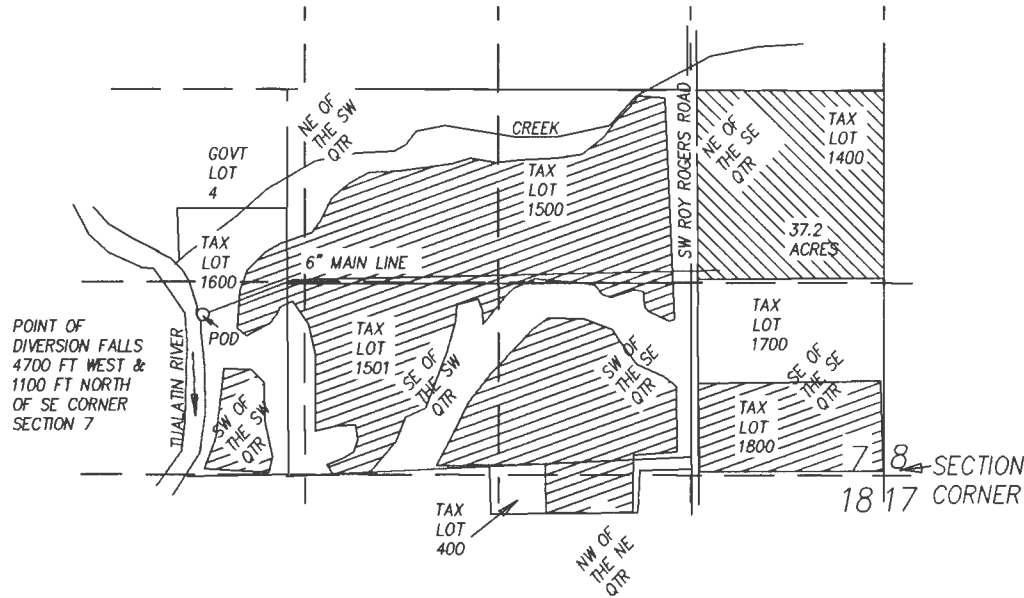 NE OF
THE SW
QTR
CREEK
SW ROY ROGERS ROAD
NE OF
THE SE
QTR
TAX
LOT
1400
GOVT
LOT
4
TAX
LOT
1500
37.2
ACRES
TAX
LOT
1600
6" MAIN LINE
POINT OF
DIVERSION FALLS
4700 FT WEST &
1100 FT NORTH
OF SE CORNER
SECTION 7
TUALATIN RIVER
POD
TAX
LOT
1501
SE OF
THE SW
QTR
SW OF
THE SE
QTR
TAX
LOT
1700
SE OF
THE SE
QTR
SW OF
THE SW
QTR
TAX
LOT
1800
7 8
18 17
SECTION
CORNER
TAX
LOT
400
NW OF
THE NE
QTR